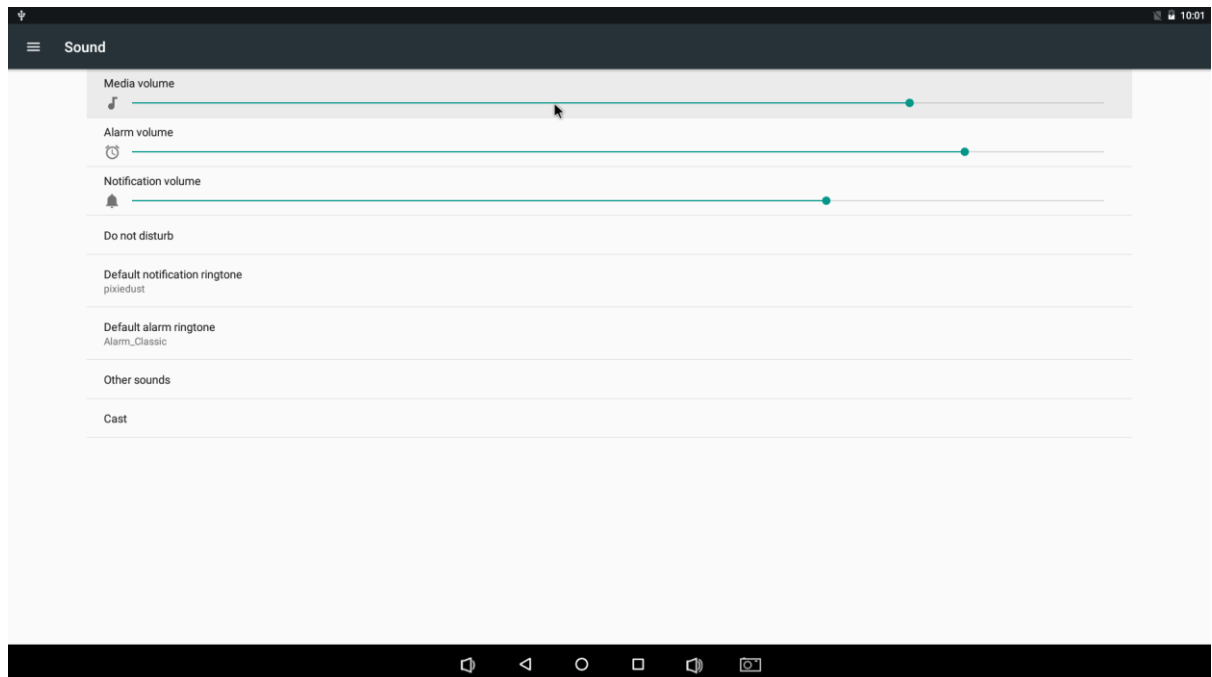 10:01
Sound
Media volume
Alarm volume
Notification volume
Do not disturb
Default notification ringtone
pixiedust
Default alarm ringtone
Alarm_Classic
Other sounds
Cast